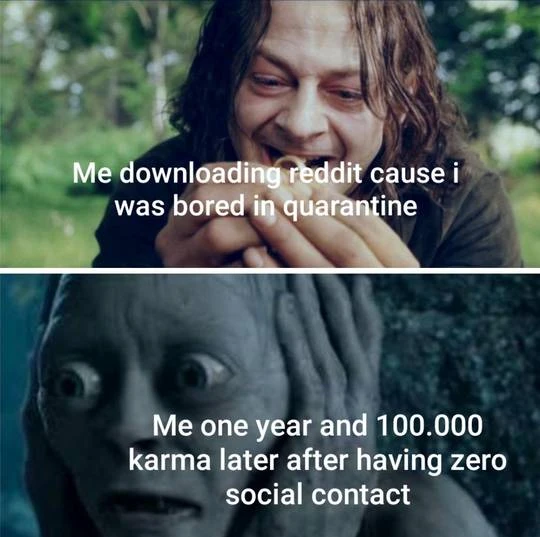 Me downloading reddit cause i
was bored in quarantine
Me one year and 100.000
karma later after having zero
social contact